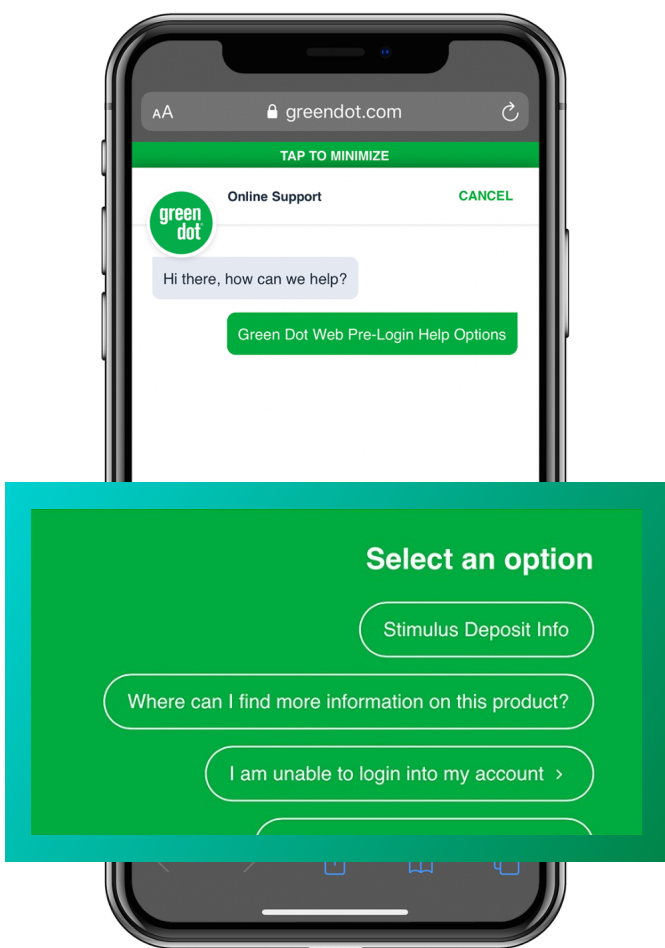 AA
greendot.com
TAP TO MINIMIZE
Online Support
CANCEL
green
dot
Hi there, how can we help?
Green Dot Web Pre-Login Help Options
Select an option
Stimulus Deposit Info
Where can I find more information on this product?
I am unable to login into my account >